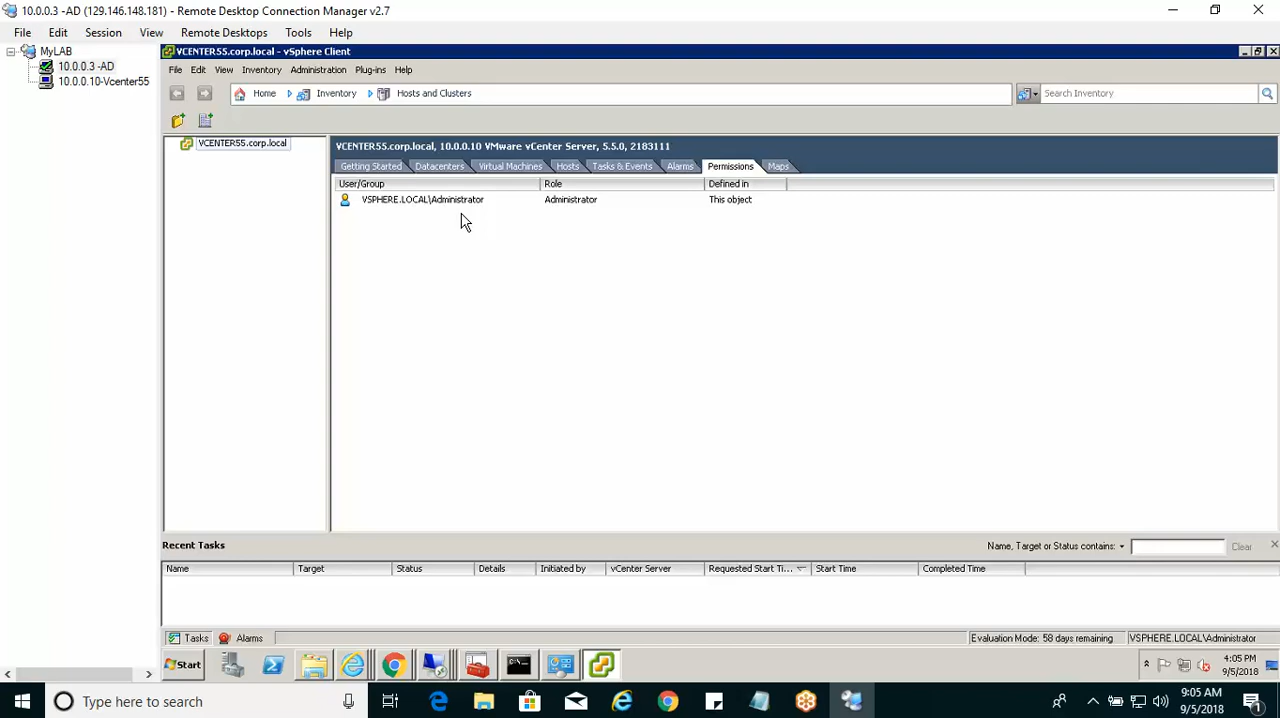 10.0.0.3 -AD (129.146.148.181) - Remote Desktop Connection Manager v2.7
File Edit Session View Remote Desktops Tools Help
MyLAB
10.0.0.3 -AD
10.0.0.10-Vcenter55
VCENTER55.corp.local - vSphere Client
File Edit View Inventory Administration Plug-ins Help
Home Inventory Hosts and Clusters Search Inventory
VCENTER55.corp.local
VCENTER55.corp.local, 10.0.0.10 VMware vCenter Server, 5.5.0, 2183111
Getting Started Datacenters Virtual Machines Hosts Tasks & Events Alarms Permissions Maps
User/Group Role Defined in
VSPHERE.LOCAL\Administrator Administrator This object
Recent Tasks Name, Target or Status contains: Clear
Name Target Status Details Initiated by vCenter Server Requested Start Ti... Start Time Completed Time
Tasks Alarms Evaluation Mode: 58 days remaining VSPHERE.LOCAL\Administrator
Start 4:05 PM
9/5/2018
Type here to search 9:05 AM
9/5/2018
1